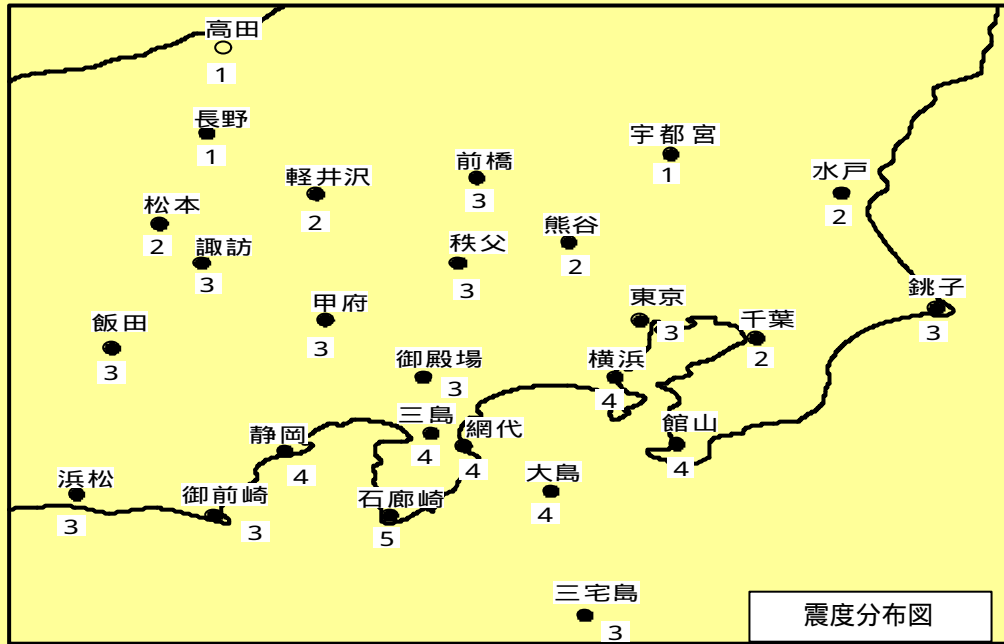 高田
1
長野
1
宇都宮
1
前橋
3
水戸
2
軽井沢
2
松本
2
熊谷
2
諏訪
3
秩父
3
銚子
3
東京
3
甲府
3
千葉
2
飯田
3
御殿場
3
横浜
4
三島
4
網代
4
館山
4
静岡
4
大島
4
浜松
3
御前崎
3
石廊崎
5
三宅島
3
震度分布図